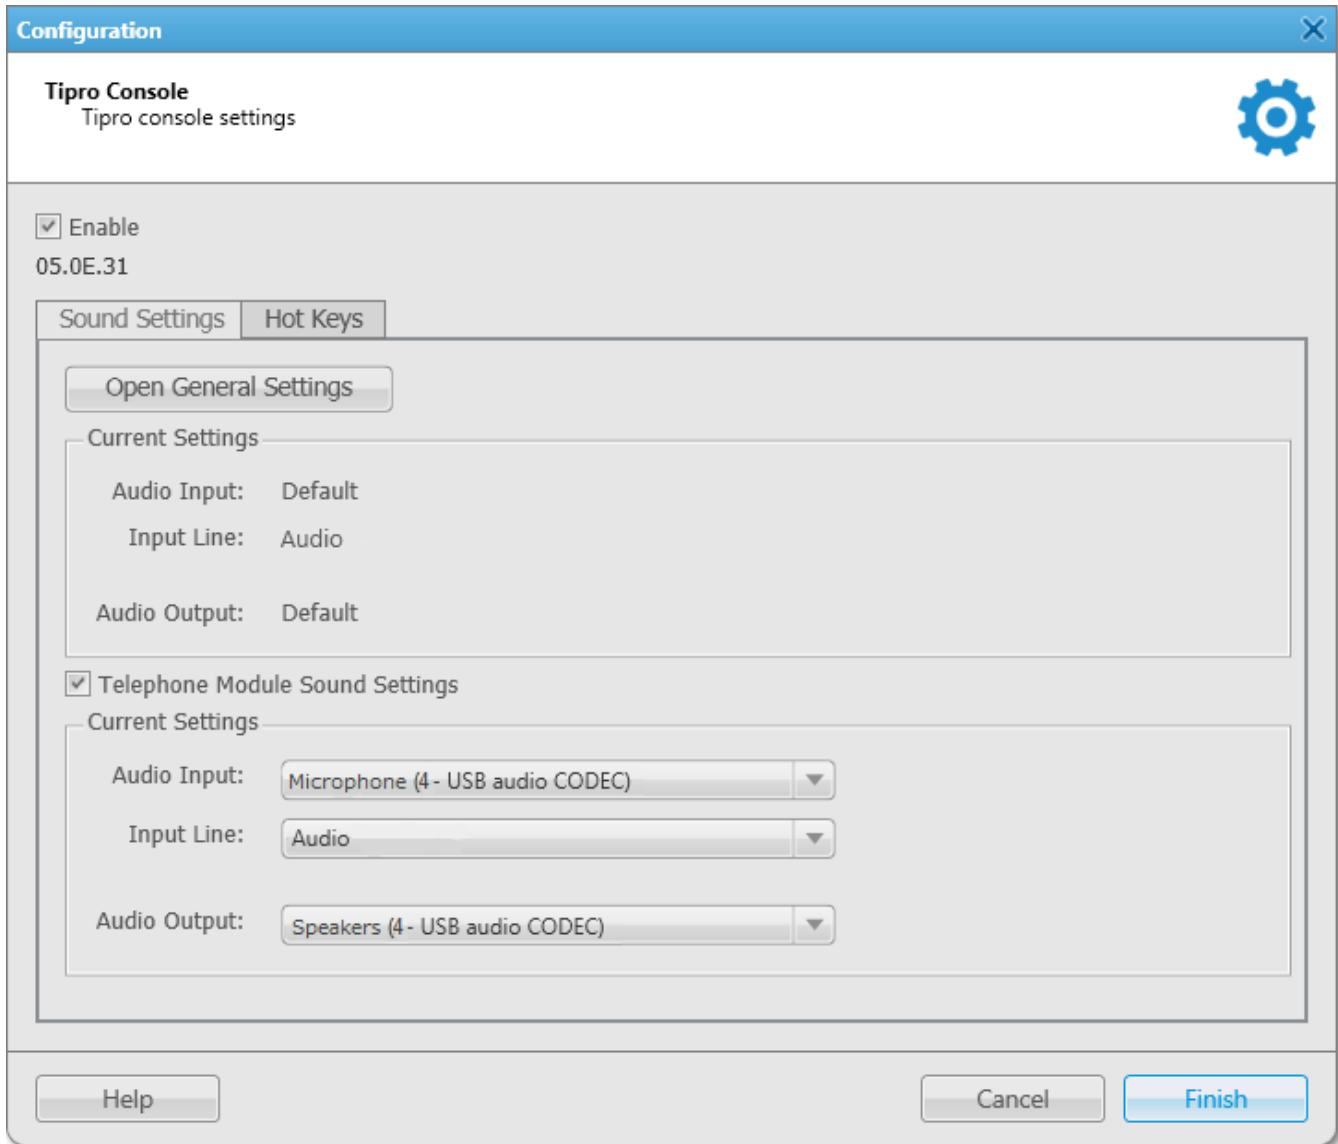 Configuration
Tipro Console
Tipro console settings
Enable
05.0E.31
Sound Settings Hot Keys
Open General Settings
Current Settings
Audio Input: Default
Input Line: Audio
Audio Output: Default
Telephone Module Sound Settings
Current Settings
Audio Input: Microphone (4 - USB audio CODEC)
Input Line: Audio
Audio Output: Speakers (4 - USB audio CODEC)
Help Cancel Finish